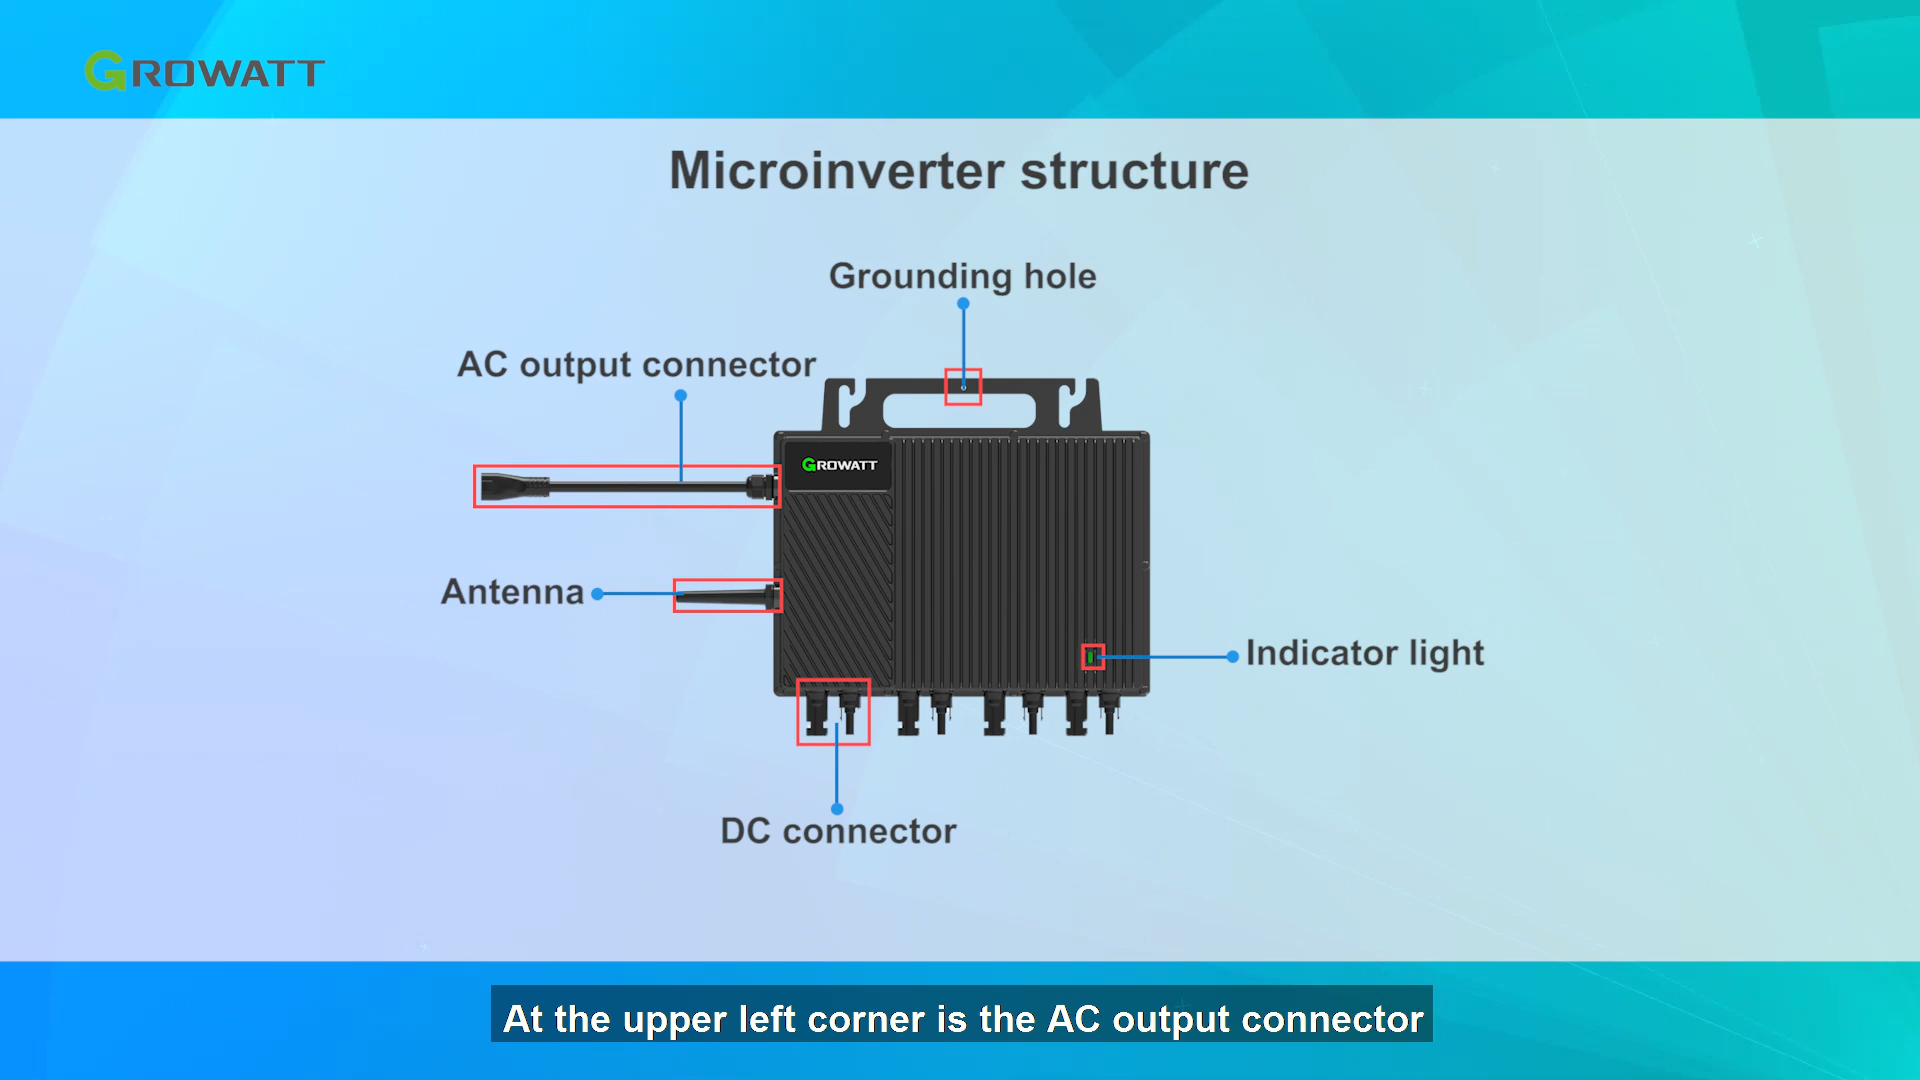 GROWATT
Microinverter structure
Grounding hole
AC output connector
GROWATT
Antenna
Indicator light
DC connector
At the upper left corner is the AC output connector